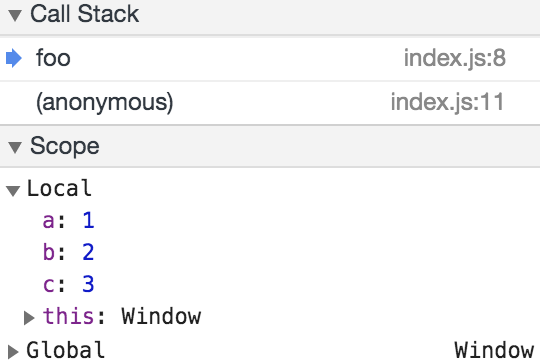 Call Stack
foo index.js:8
(anonymous) index.js:11
Scope
Local
a: 1
b: 2
c: 3
this: Window
Global Window